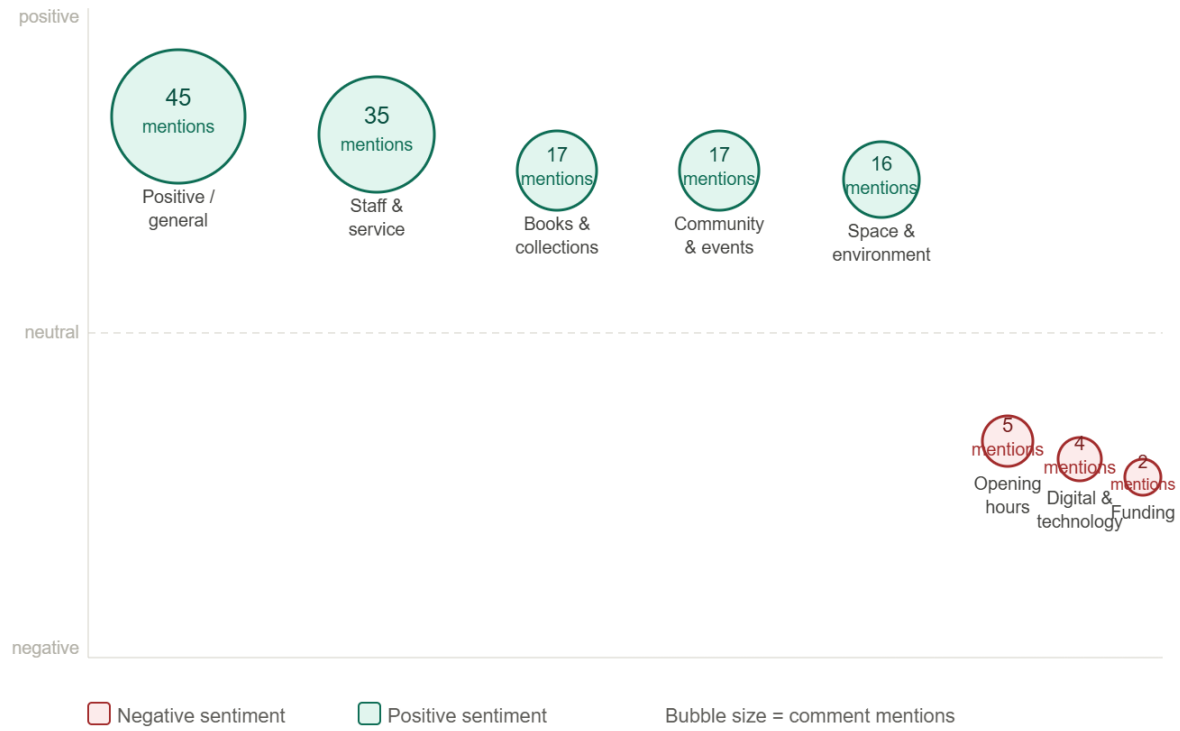 positive
45
mentions
Positive /
general
35
mentions
Staff &
service
17
mentions
Books &
collections
17
mentions
Community
& events
16
mentions
Space &
environment
neutral
5
mentions
Opening
hours
4
mentions
Digital &
technology
2
mentions
Funding
negative
Negative sentiment
Positive sentiment
Bubble size = comment mentions